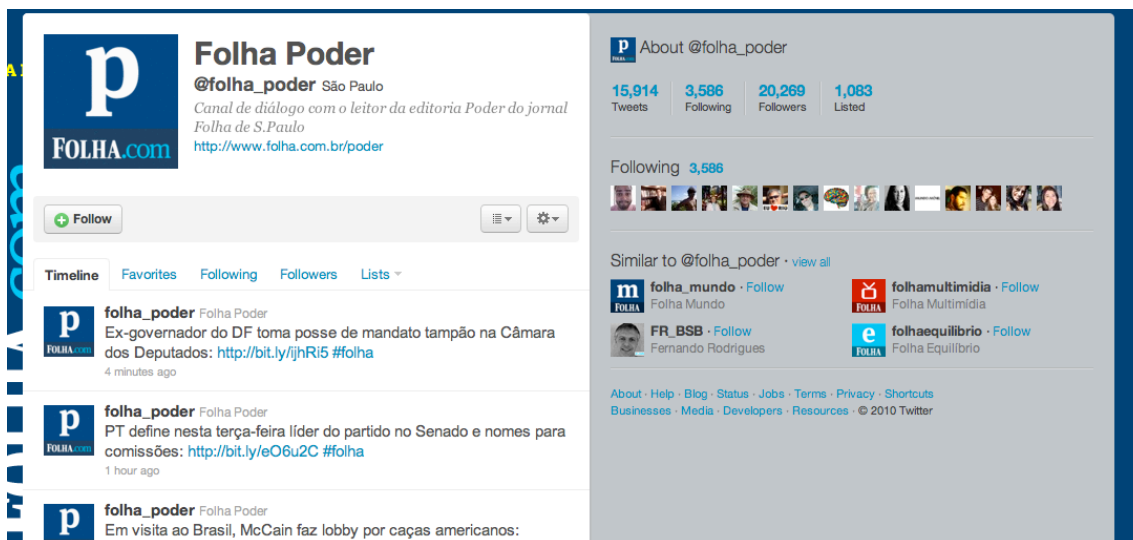 p
FOLHA.com
Folha Poder
@folha_poder São Paulo
Canal de diálogo com o leitor da editoria Poder do jornal
Folha de S.Paulo
http://www.folha.com.br/poder
Follow
Timeline Favorites Following Followers Lists
p
FOLHA.com
folha_poder Folha Poder
Ex-governador do DF toma posse de mandato tampão na Câmara
dos Deputados: http://bit.ly/ijhRi5 #folha
4 minutes ago
p
FOLHA.com
folha_poder Folha Poder
PT define nesta terça-feira líder do partido no Senado e nomes para
comissões: http://bit.ly/eO6u2C #folha
1 hour ago
p
folha_poder Folha Poder
Em visita ao Brasil, McCain faz lobby por caças americanos:
p
About @folha_poder
15,914 3,586 20,269 1,083
Tweets Following Followers Listed
Following 3,586
Similar to @folha_poder · view all
m
FOLHA
folha_mundo · Follow
Folha Mundo
FOLHA
folhamultimidia · Follow
Folha Multimídia
FR_BSB · Follow
Fernando Rodrigues
e
FOLHA
folhaequilibrio · Follow
Folha Equilíbrio
About · Help · Blog · Status · Jobs · Terms · Privacy · Shortcuts
Businesses · Media · Developers · Resources · © 2010 Twitter